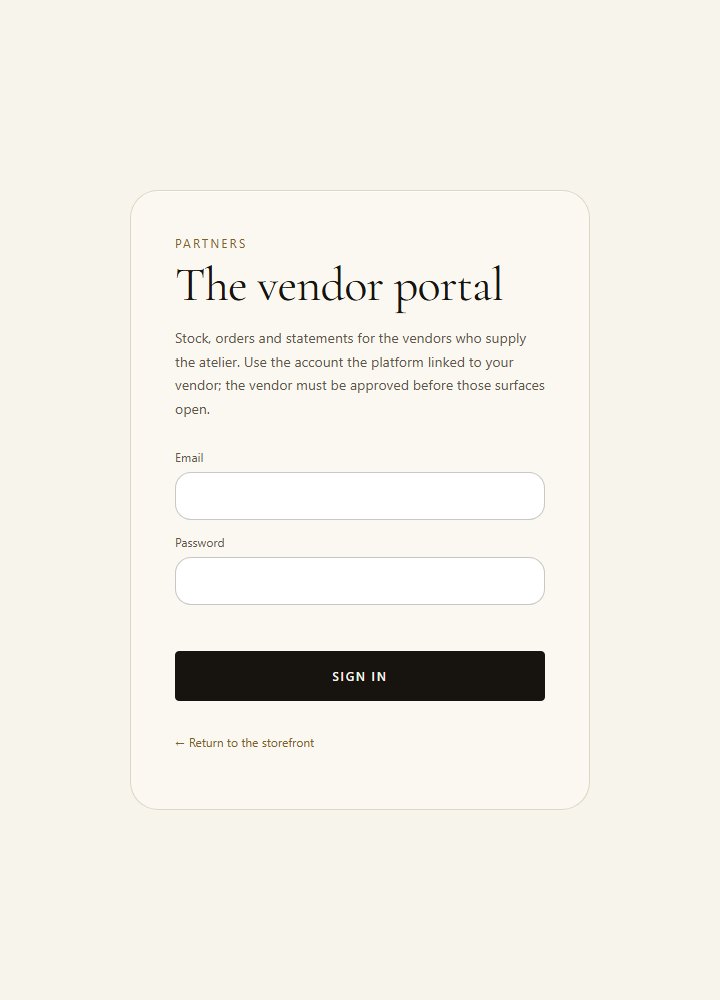 PARTNERS
The vendor portal
Stock, orders and statements for the vendors who supply
the atelier. Use the account the platform linked to your
vendor; the vendor must be approved before those surfaces
open.
Email
Password
SIGN IN
← Return to the storefront